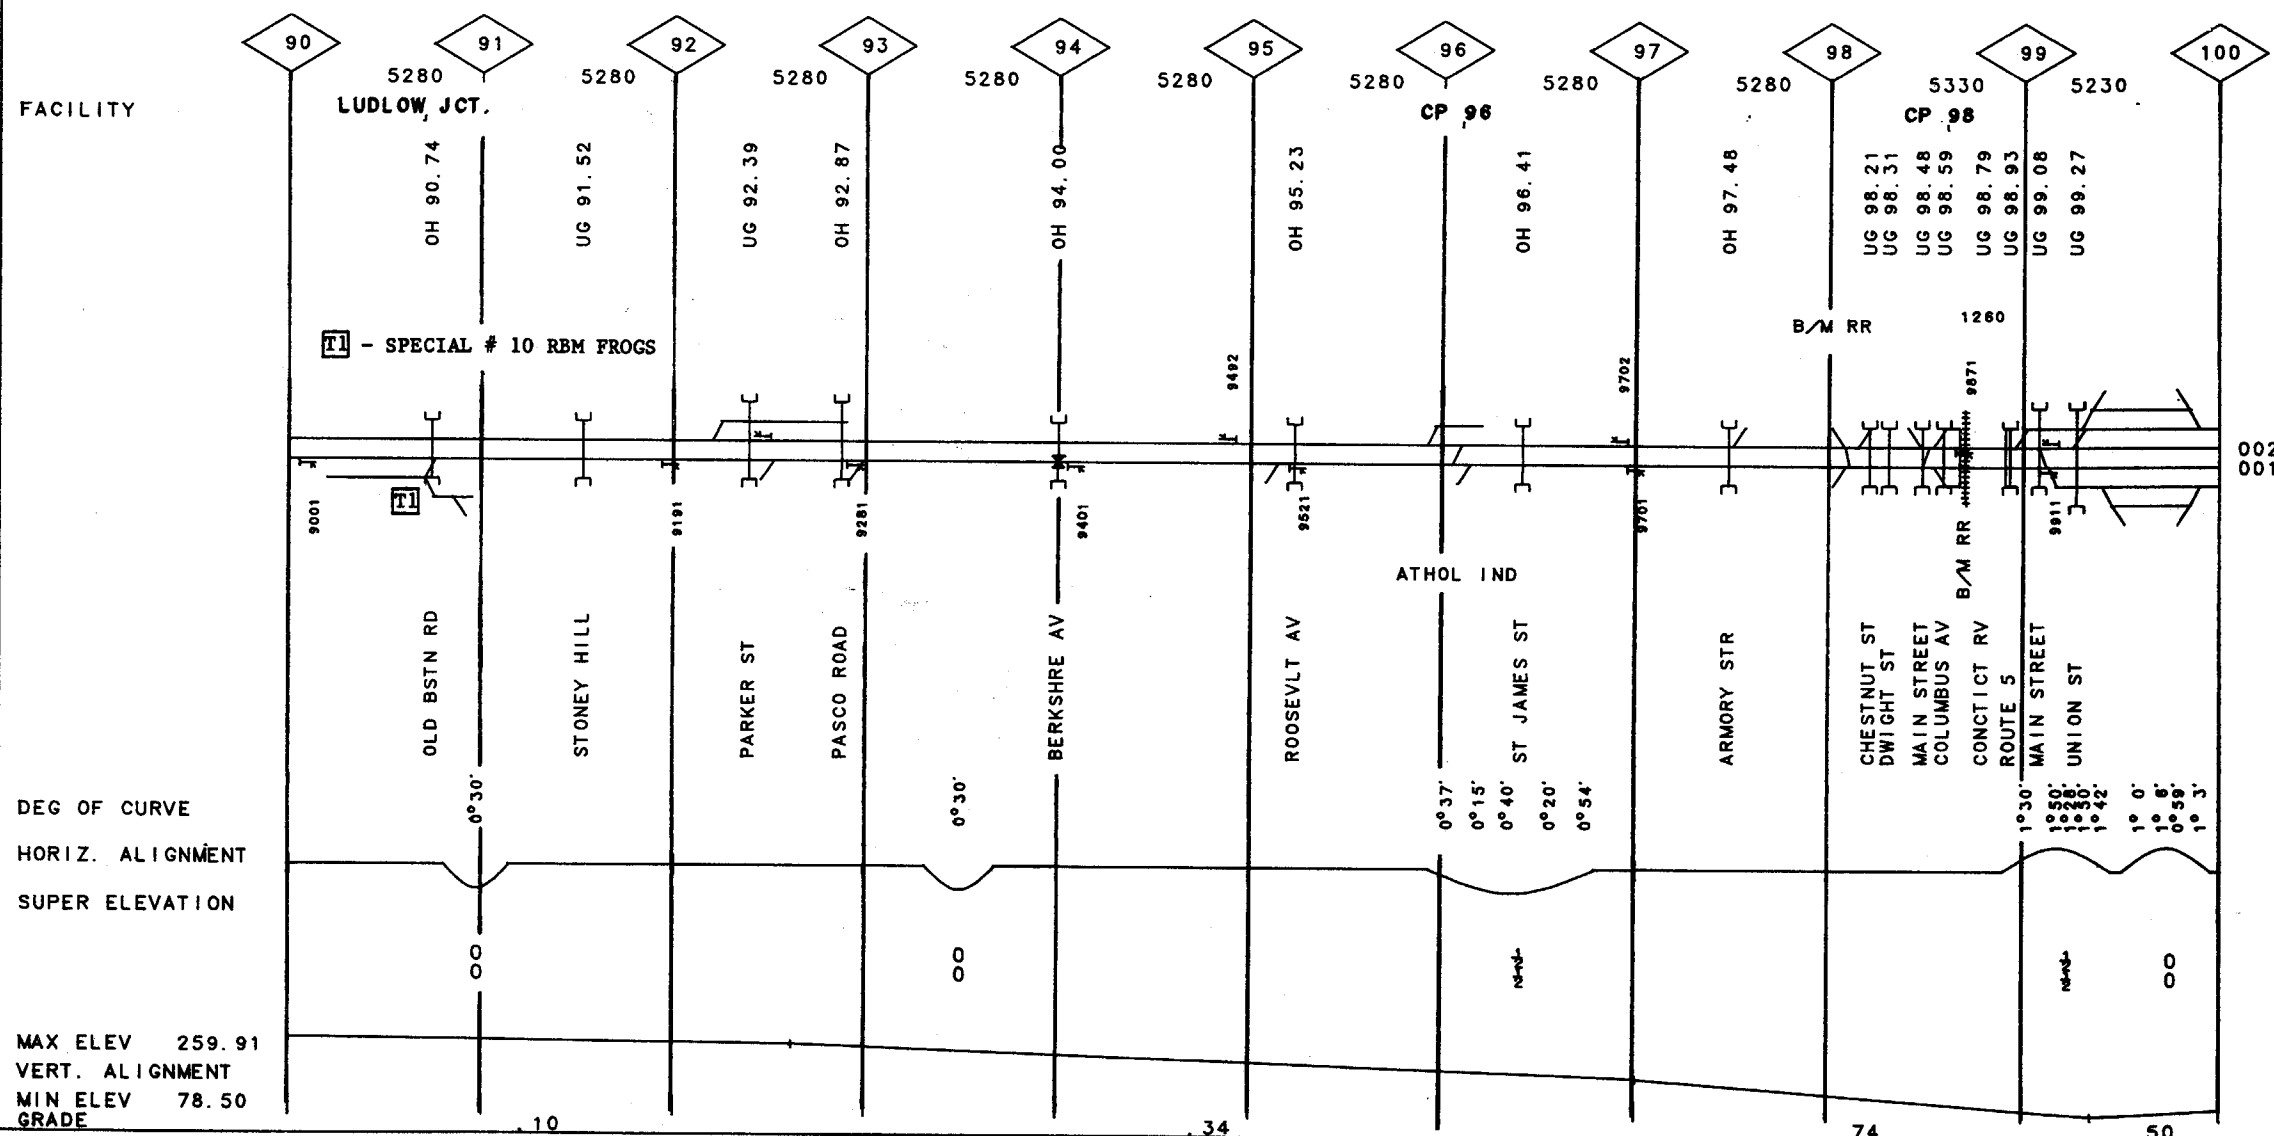 90 91 92 93 94 95 96 97 98 99 100
5280 5280 5280 5280 5280 5280 5280 5280 5330 5230
FACILITY LUDLOW JCT. CP 96 CP 98
OH 90.74
UG 91.52
UG 92.39
OH 92.87
OH 94.00
OH 95.23
OH 96.41
OH 97.48
UG 98.21
UG 98.31
UG 98.48
UG 98.59
UG 98.79
UG 98.93
UG 99.08
UG 99.27
B/M RR 1260
T1 - SPECIAL # 10 RBM FROGS
9492
9702
9871
002
001
T1
9001
9191
9281
9401
9521
9701
9911
B/M RR
ATHOL IND
OLD BSTN RD
STONEY HILL
PARKER ST
PASCO ROAD
BERKSHRE AV
ROOSEVLT AV
ST JAMES ST
ARMORY STR
CHESTNUT ST
DWIGHT ST
MAIN STREET
COLUMBUS AV
CONCTICT RV
ROUTE 5
MAIN STREET
UNION ST
DEG OF CURVE
0°30'
0°30'
0°37'
0°15'
0°40'
0°20'
0°54'
1°30'
1°50'
1°28'
1°50'
1°42'
1° 0'
1° 8'
0°59'
1° 3'
HORIZ. ALIGNMENT
SUPER ELEVATION
0 0 0
0 0 0
MAX ELEV 259.91
VERT. ALIGNMENT
MIN ELEV 78.50
GRADE .10 .34 .74 .50